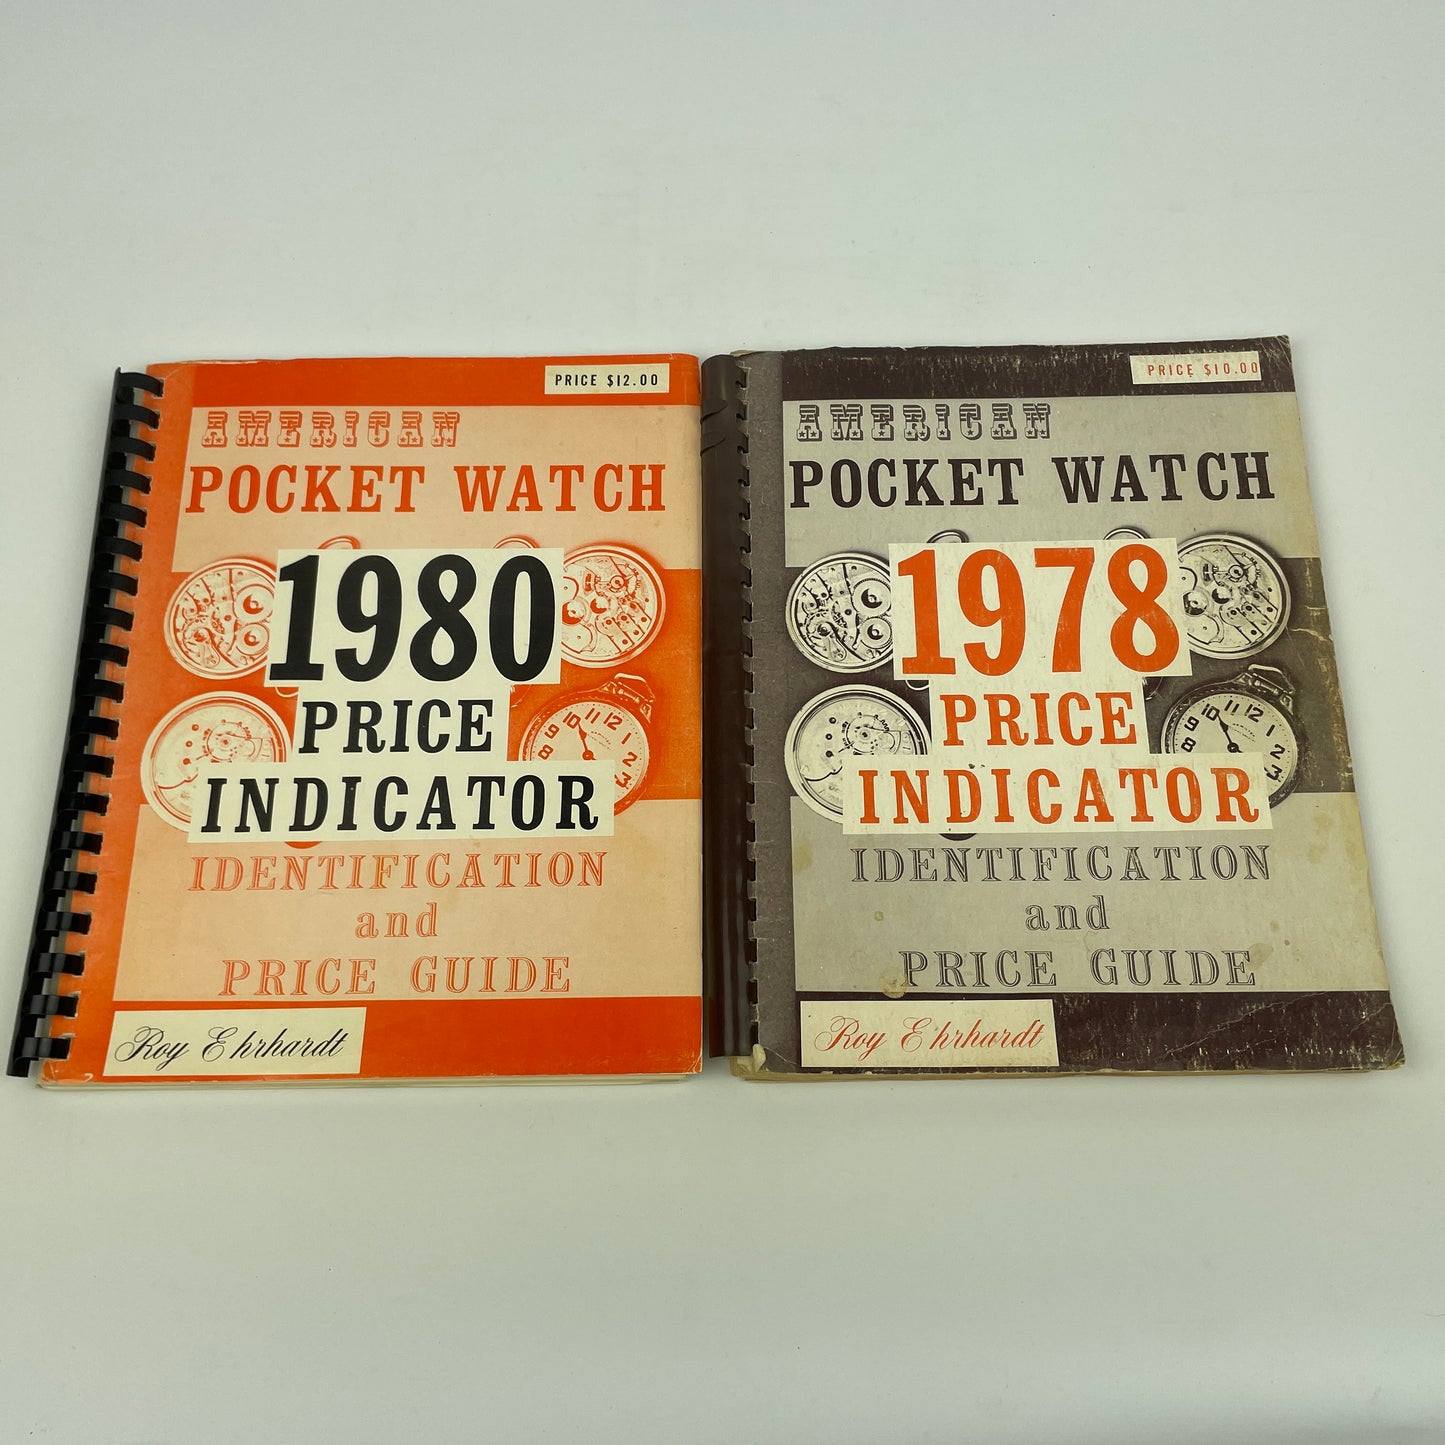 PRICE $12.00
AMERICAN
POCKET WATCH
1980
PRICE
INDICATOR
IDENTIFICATION
and
PRICE GUIDE
Roy Ehrhardt
PRICE $10.00
AMERICAN
POCKET WATCH
1978
PRICE
INDICATOR
IDENTIFICATION
and
PRICE GUIDE
Roy Ehrhardt